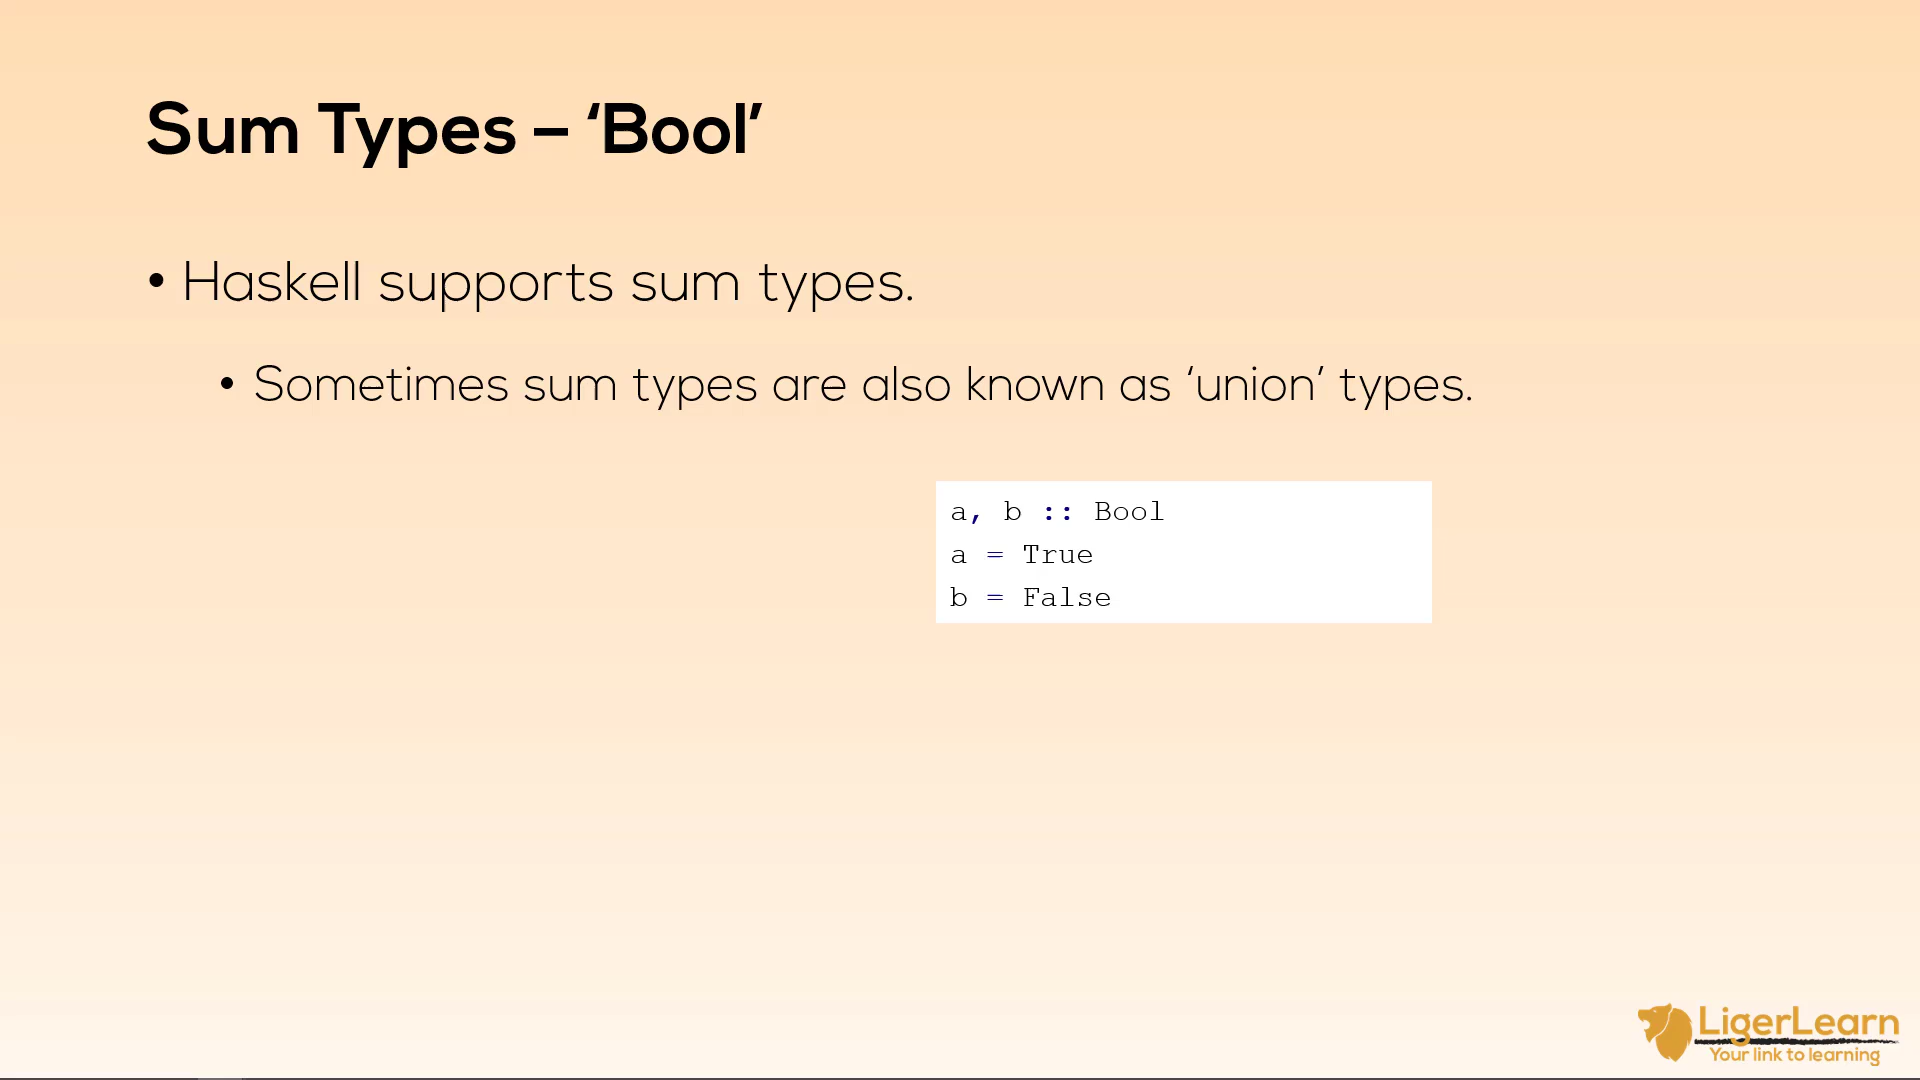 Sum Types – ‘Bool’
• Haskell supports sum types.
• Sometimes sum types are also known as ‘union’ types.
a, b :: Bool
a = True
b = False
LigerLearn
Your link to learning